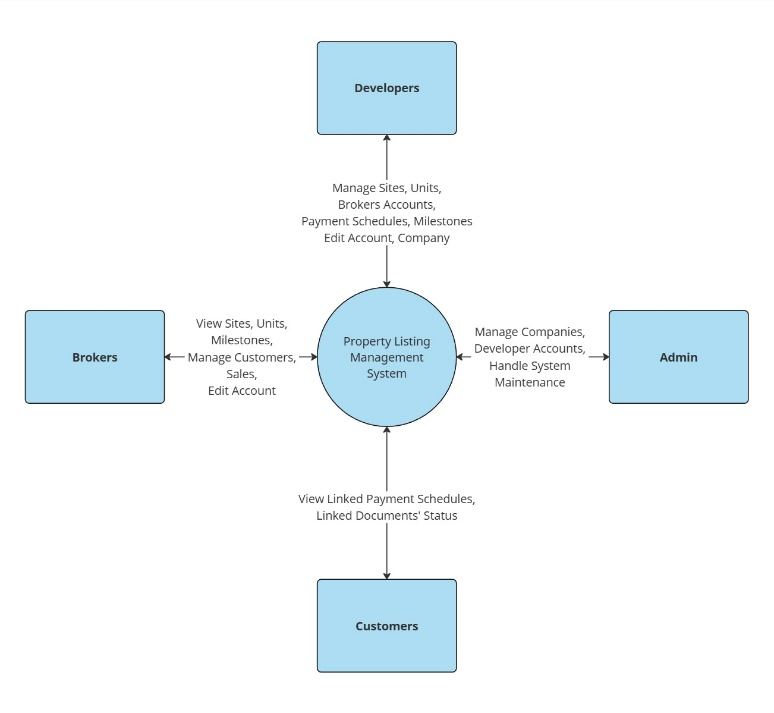 Developers
Manage Sites, Units,
Brokers Accounts,
Payment Schedules, Milestones
Edit Account, Company
Brokers
View Sites, Units,
Milestones,
Manage Customers,
Sales,
Edit Account
Property Listing
Management
System
Manage Companies,
Developer Accounts,
Handle System
Maintenance
Admin
View Linked Payment Schedules,
Linked Documents' Status
Customers